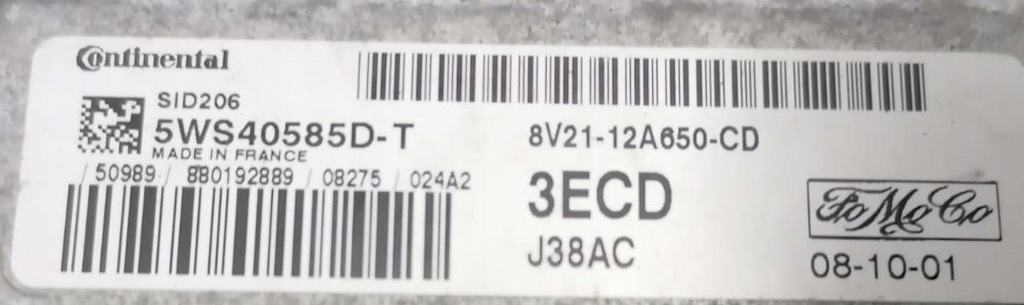 Continental
SID206
5WS40585D-T
MADE IN FRANCE
/ 50989 / 880192889 / 08275 / 024A2
8V21-12A650-CD
3ECD
J38AC
FoMoCo
08-10-01